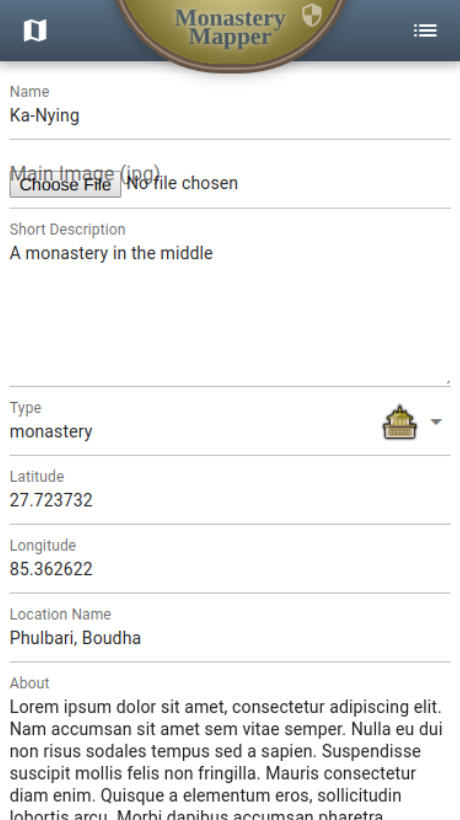 Monastery
Mapper
Name
Ka-Nying
Main Image (jpg)
Choose File No file chosen
Short Description
A monastery in the middle
Type
monastery
Latitude
27.723732
Longitude
85.362622
Location Name
Phulbari, Boudha
About
Lorem ipsum dolor sit amet, consectetur adipiscing elit.
Nam accumsan sit amet sem vitae semper. Nulla eu dui
non risus sodales tempus sed a sapien. Suspendisse
suscipit mollis felis non fringilla. Mauris consectetur
diam enim. Quisque a elementum eros, sollicitudin
lobortis arcu. Morbi dapibus accumsan pharetra